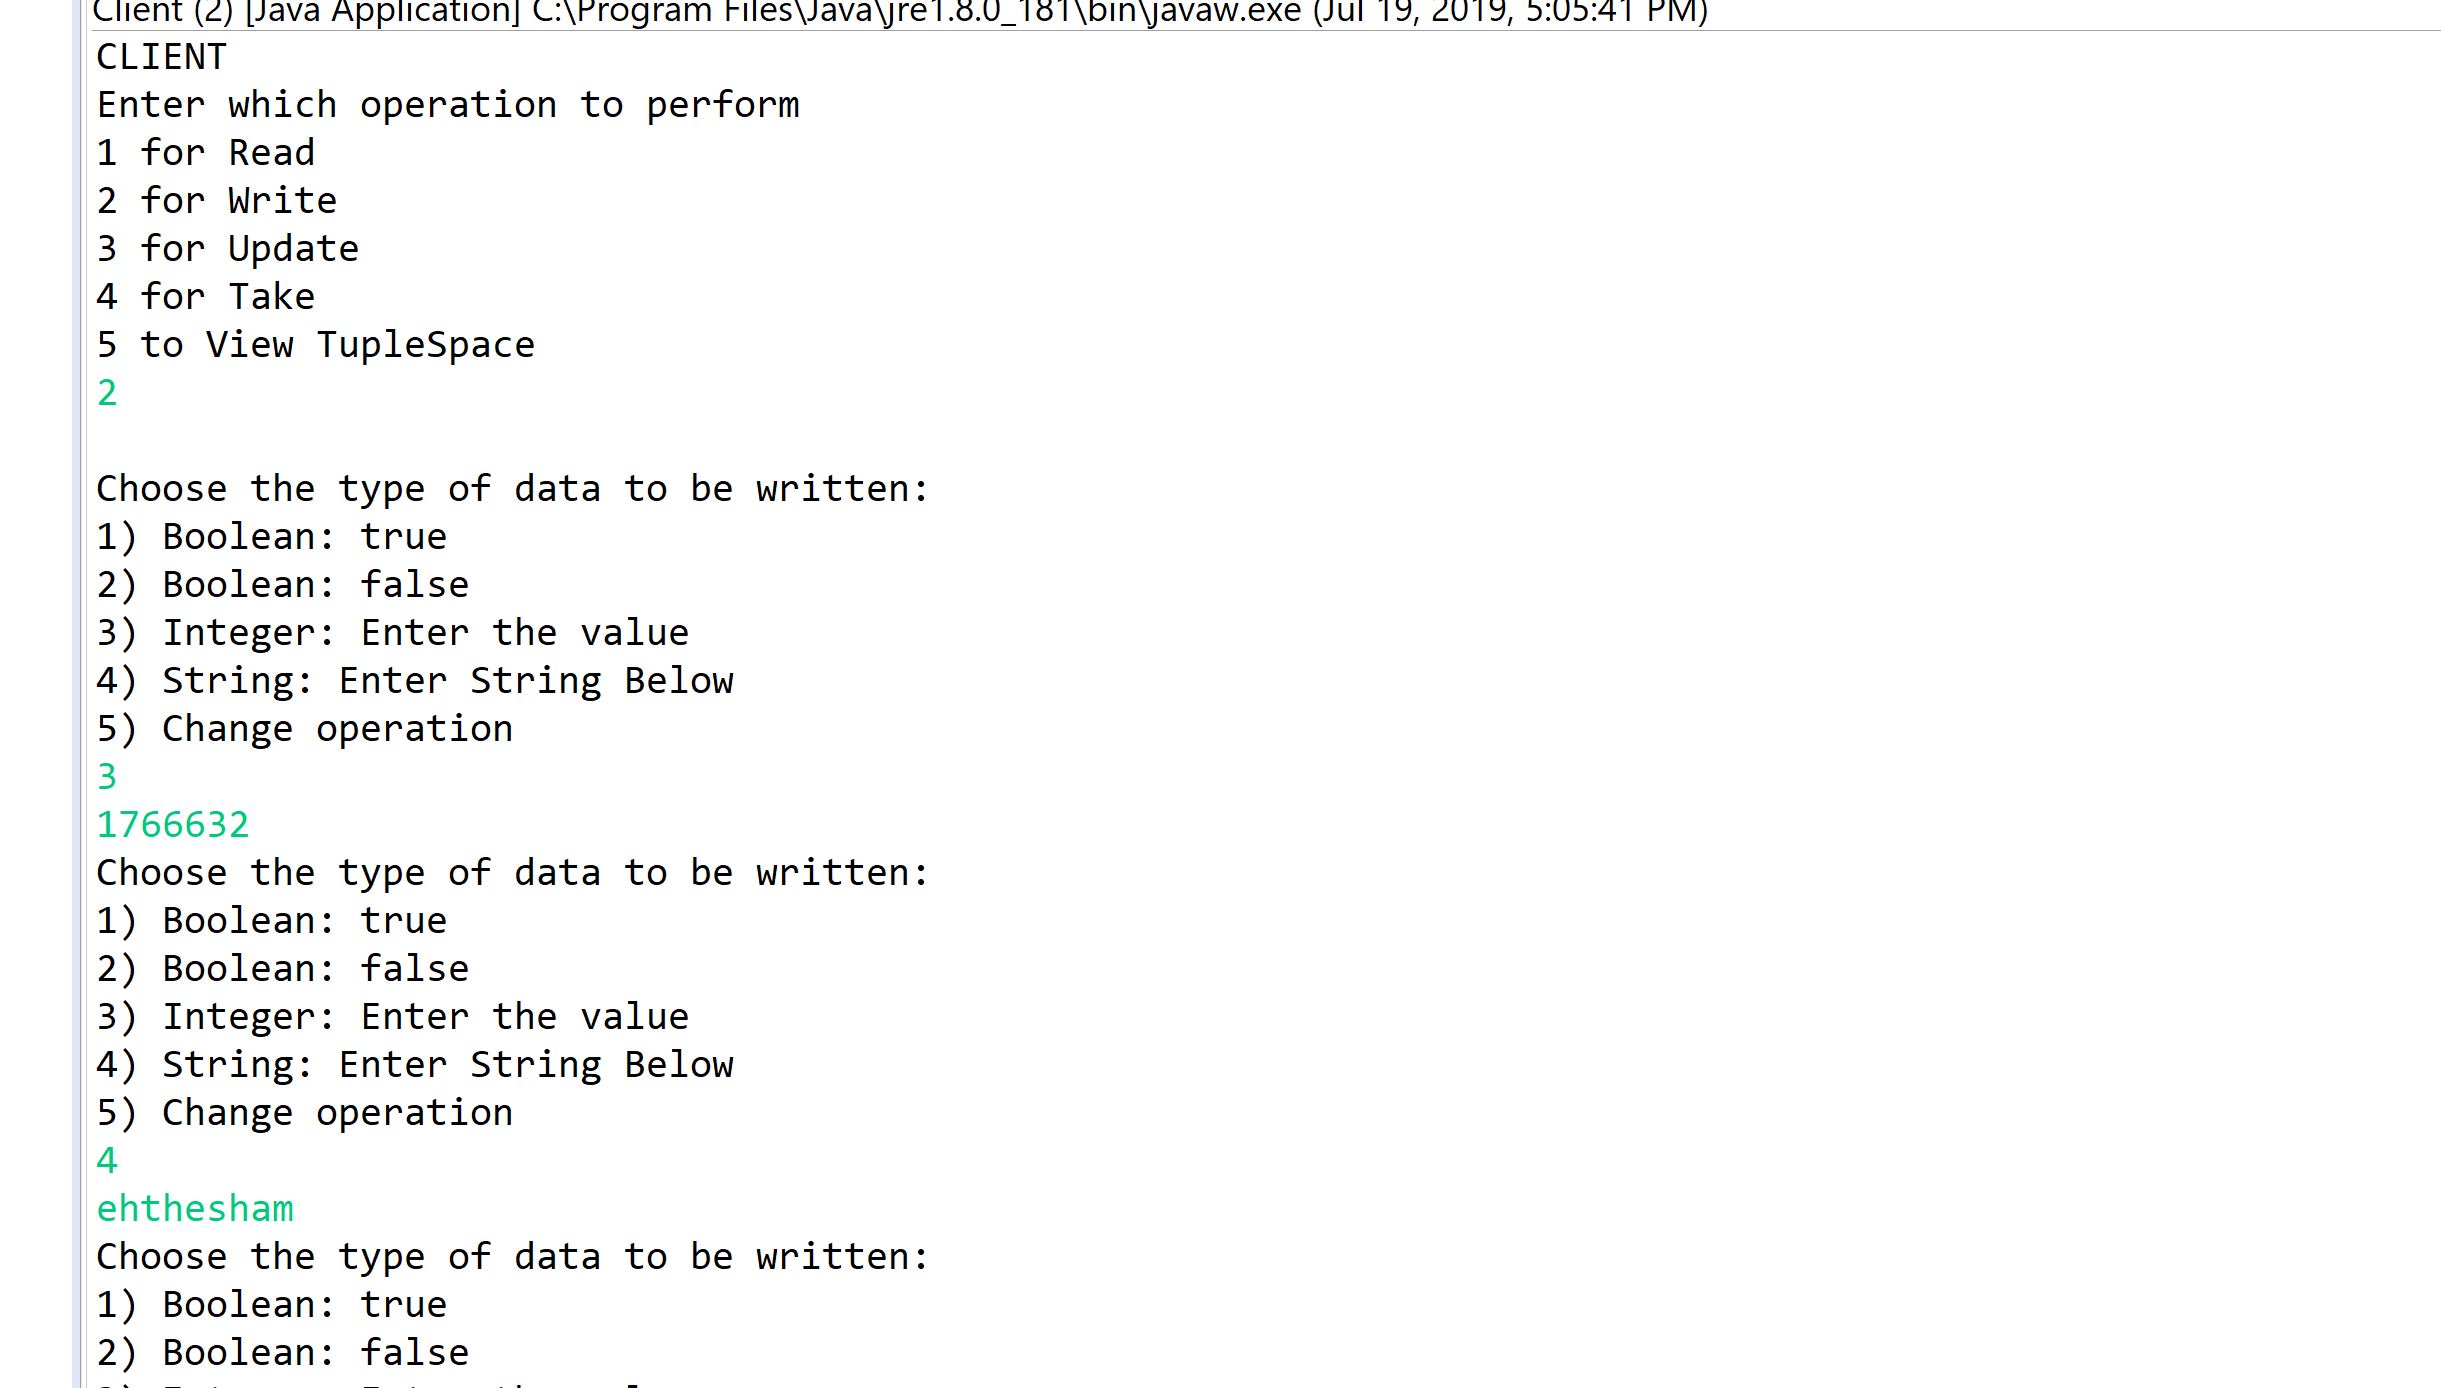 Client (2) [Java Application] C:\Program Files\Java\jre1.8.0_181\bin\javaw.exe (Jul 19, 2019, 5:05:41 PM)
CLIENT
Enter which operation to perform
1 for Read
2 for Write
3 for Update
4 for Take
5 to View TupleSpace
2
Choose the type of data to be written:
1) Boolean: true
2) Boolean: false
3) Integer: Enter the value
4) String: Enter String Below
5) Change operation
3
1766632
Choose the type of data to be written:
1) Boolean: true
2) Boolean: false
3) Integer: Enter the value
4) String: Enter String Below
5) Change operation
4
ehthesham
Choose the type of data to be written:
1) Boolean: true
2) Boolean: false